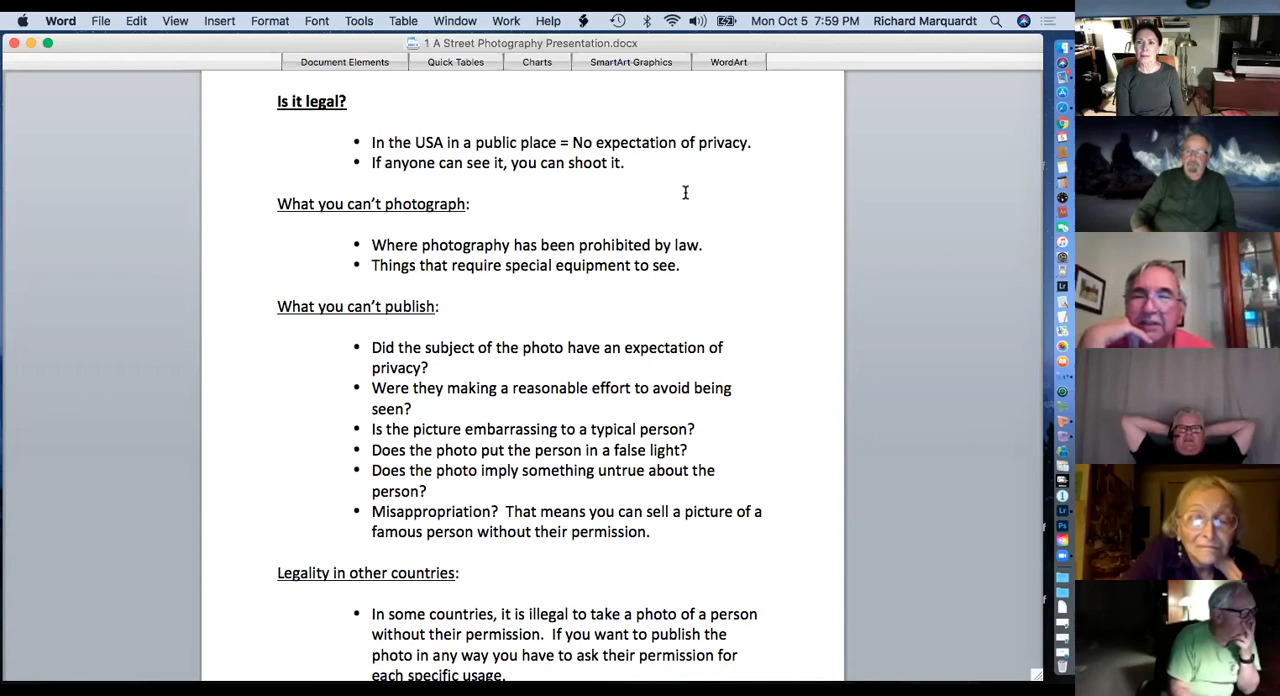 Word File Edit View Insert Format Font Tools Table Window Work Help Mon Oct 5 7:59 PM Richard Marquardt
1 A Street Photography Presentation.docx
Document Elements Quick Tables Charts SmartArt Graphics WordArt
Is it legal?
• In the USA in a public place = No expectation of privacy.
• If anyone can see it, you can shoot it.
What you can’t photograph:
• Where photography has been prohibited by law.
• Things that require special equipment to see.
What you can’t publish:
• Did the subject of the photo have an expectation of
privacy?
• Were they making a reasonable effort to avoid being
seen?
• Is the picture embarrassing to a typical person?
• Does the photo put the person in a false light?
• Does the photo imply something untrue about the
person?
• Misappropriation? That means you can sell a picture of a
famous person without their permission.
Legality in other countries:
• In some countries, it is illegal to take a photo of a person
without their permission. If you want to publish the
photo in any way you have to ask their permission for
each specific usage.